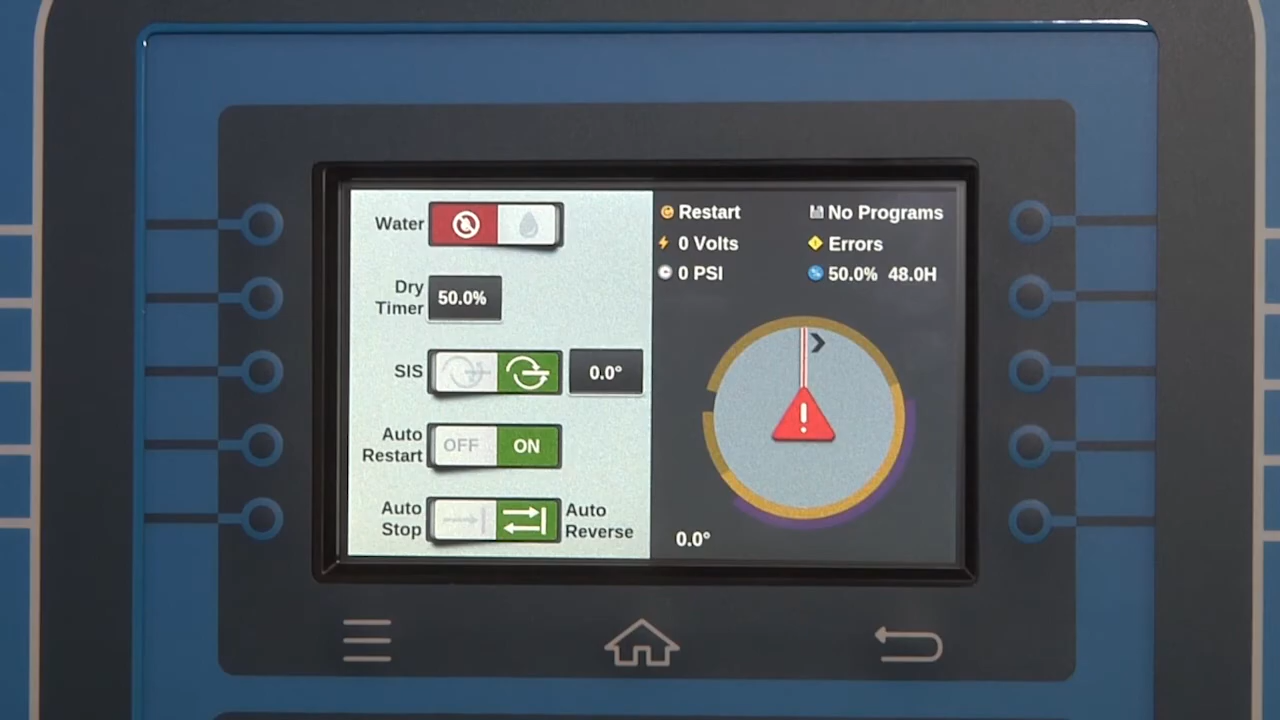 Water
Dry
Timer
50.0%
SIS
0.0°
Auto
Restart
OFF
ON
Auto
Stop
Auto
Reverse
Restart
No Programs
0 Volts
Errors
0 PSI
50.0% 48.0H
0.0°